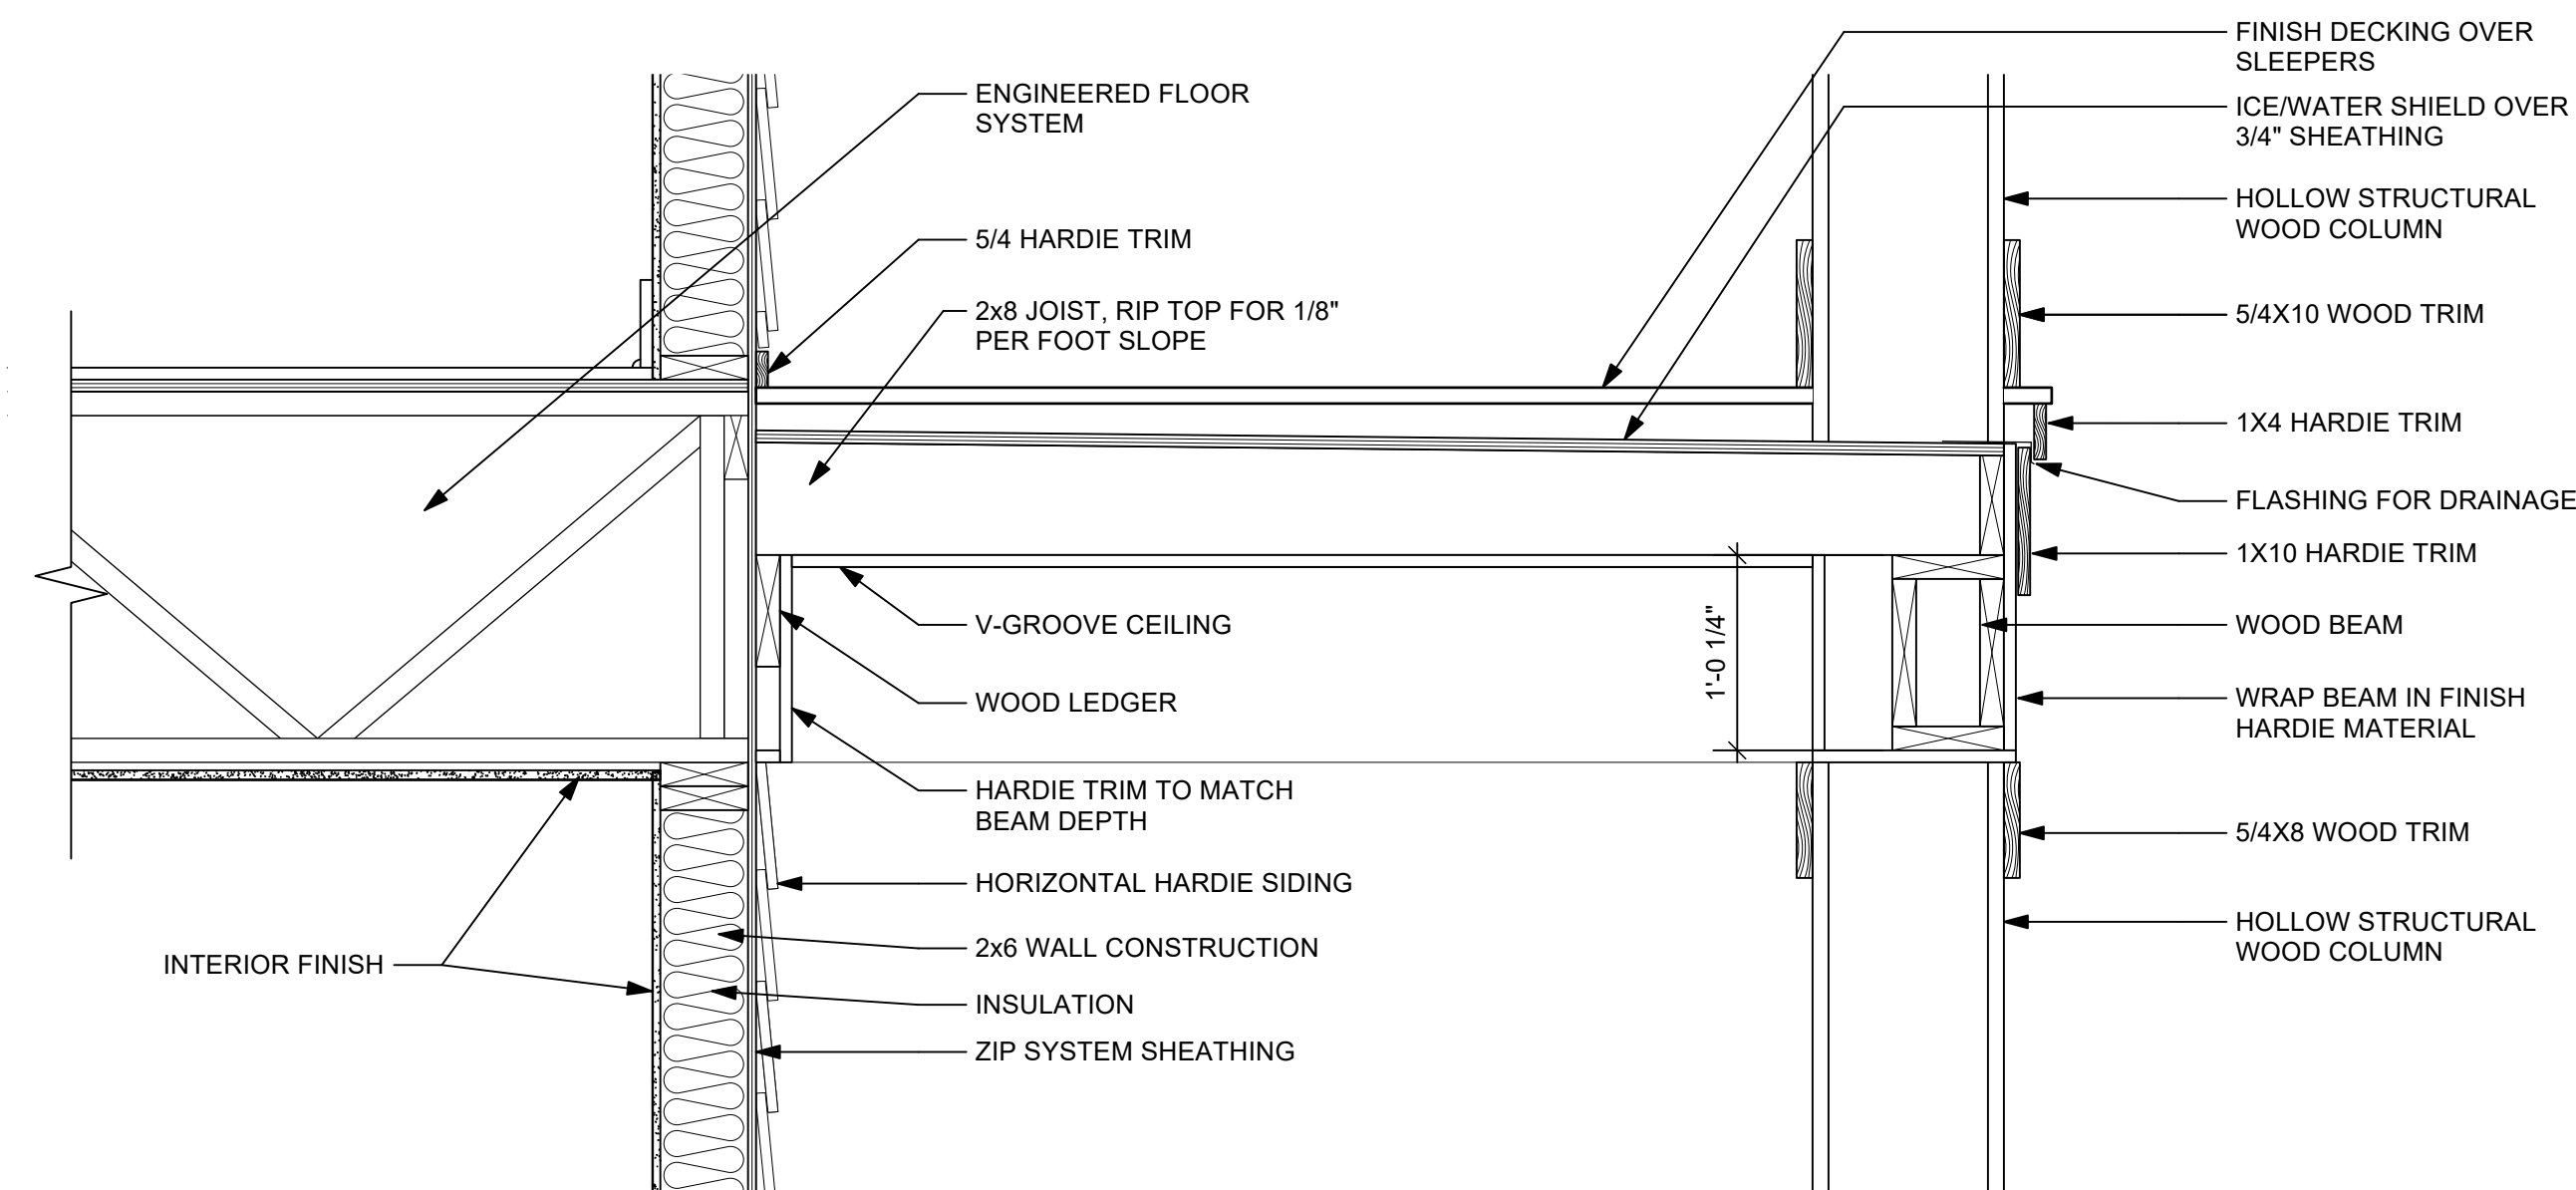 FINISH DECKING OVER
SLEEPERS
ENGINEERED FLOOR
SYSTEM
ICE/WATER SHIELD OVER
3/4" SHEATHING
HOLLOW STRUCTURAL
WOOD COLUMN
5/4 HARDIE TRIM
2x8 JOIST, RIP TOP FOR 1/8"
PER FOOT SLOPE
5/4X10 WOOD TRIM
1X4 HARDIE TRIM
FLASHING FOR DRAINAGE
1X10 HARDIE TRIM
V-GROOVE CEILING
WOOD BEAM
1'-0 1/4"
WOOD LEDGER
WRAP BEAM IN FINISH
HARDIE MATERIAL
HARDIE TRIM TO MATCH
BEAM DEPTH
5/4X8 WOOD TRIM
HORIZONTAL HARDIE SIDING
HOLLOW STRUCTURAL
WOOD COLUMN
2x6 WALL CONSTRUCTION
INTERIOR FINISH
INSULATION
ZIP SYSTEM SHEATHING